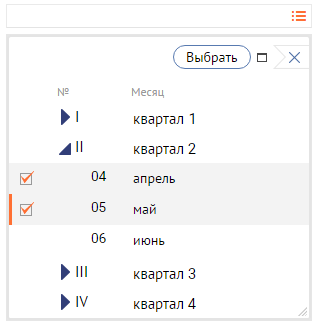 Выбрать
№ Месяц
I квартал 1
II квартал 2
04 апрель
05 май
06 июнь
III квартал 3
IV квартал 4